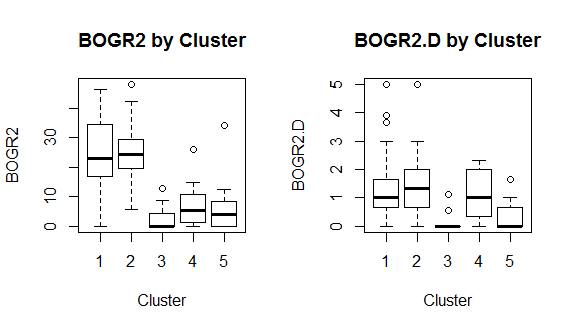 BOGR2 by Cluster
BOGR2
0
10
30
1 2 3 4 5
Cluster
BOGR2.D by Cluster
BOGR2.D
0
1
2
3
4
5
1 2 3 4 5
Cluster